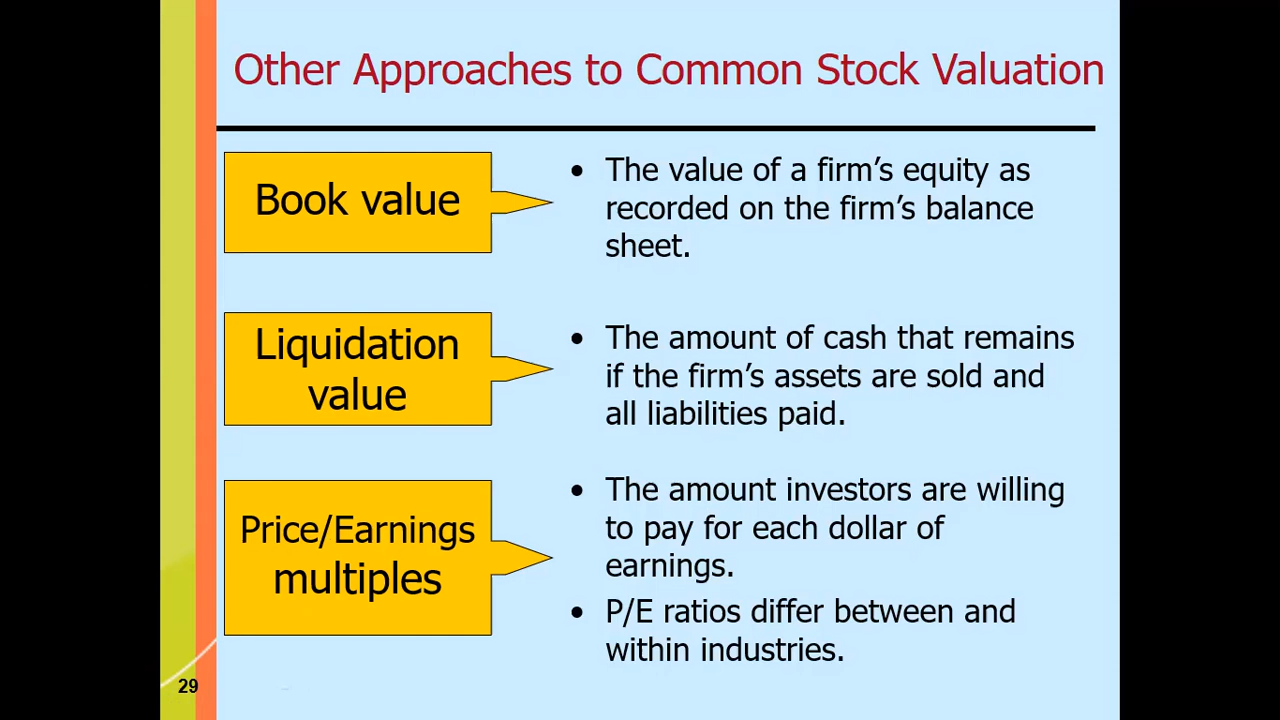 Other Approaches to Common Stock Valuation
Book value
• The value of a firm’s equity as
recorded on the firm’s balance
sheet.
Liquidation
value
• The amount of cash that remains
if the firm’s assets are sold and
all liabilities paid.
Price/Earnings
multiples
• The amount investors are willing
to pay for each dollar of
earnings.
• P/E ratios differ between and
within industries.
29